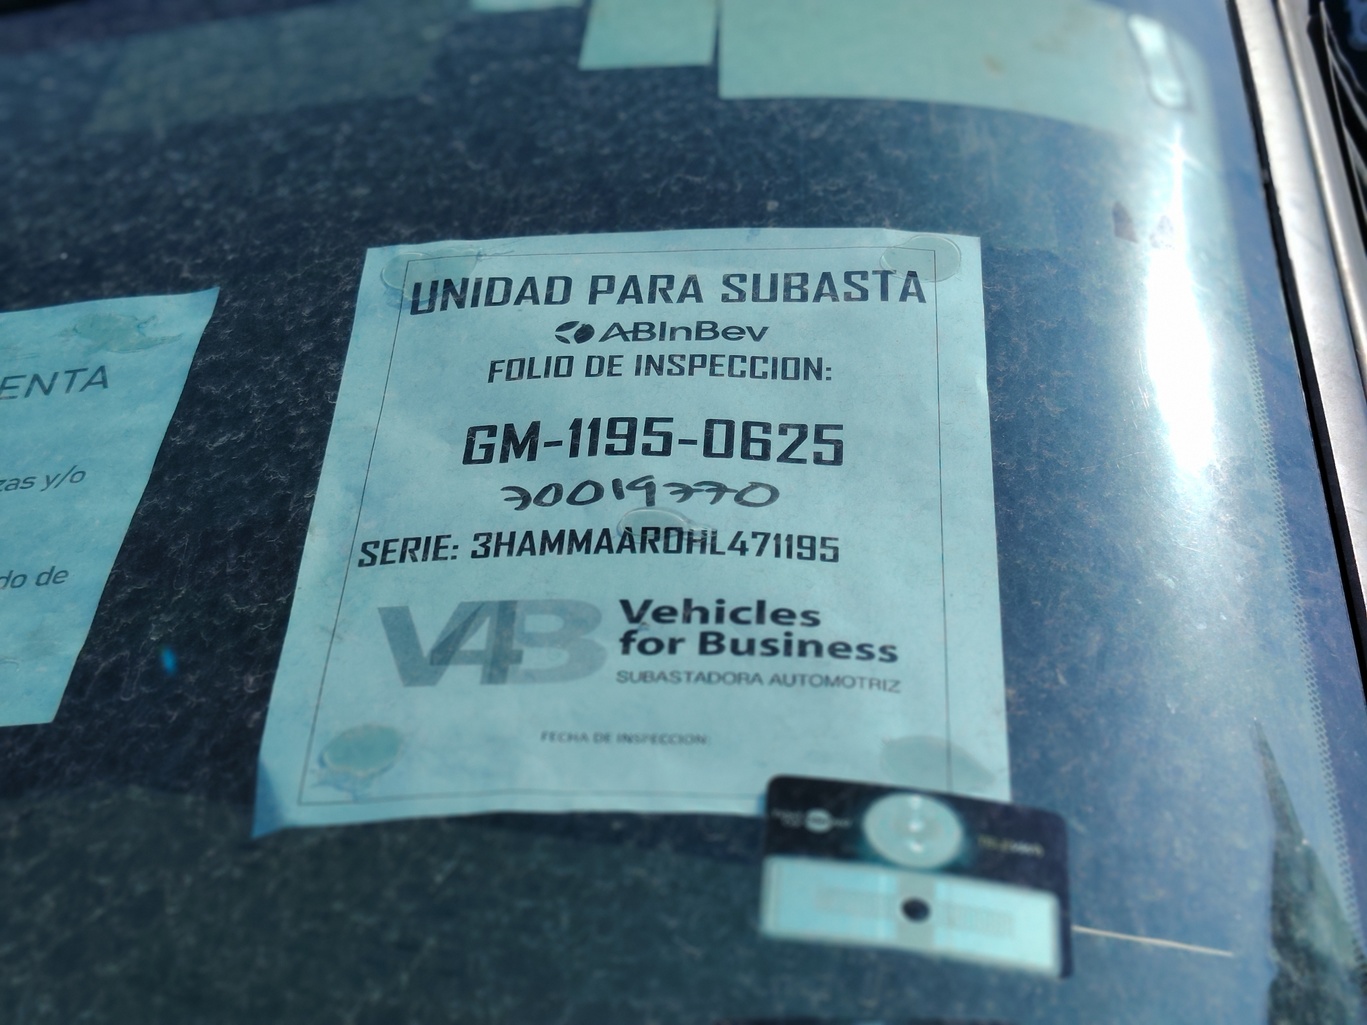 UNIDAD PARA SUBASTA
ABInBev
FOLIO DE INSPECCION:
GM-1195-0625
30019770
SERIE: 3HAMMAAR0HL471195
V4B
Vehicles
for Business
SUBASTADORA AUTOMOTRIZ
FECHA DE INSPECCION:
ENTA
zas y/o
do de